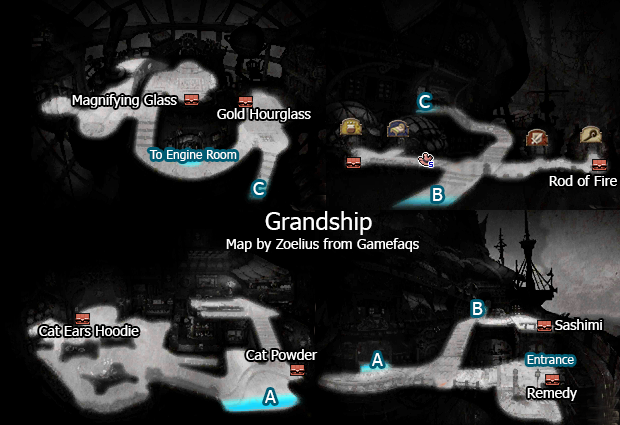 Magnifying Glass
Gold Hourglass
To Engine Room
C
C
B
S
Rod of Fire
Grandship
Map by Zoelius from Gamefaqs
Cat Ears Hoodie
Cat Powder
A
B
Sashimi
A
Entrance
Remedy